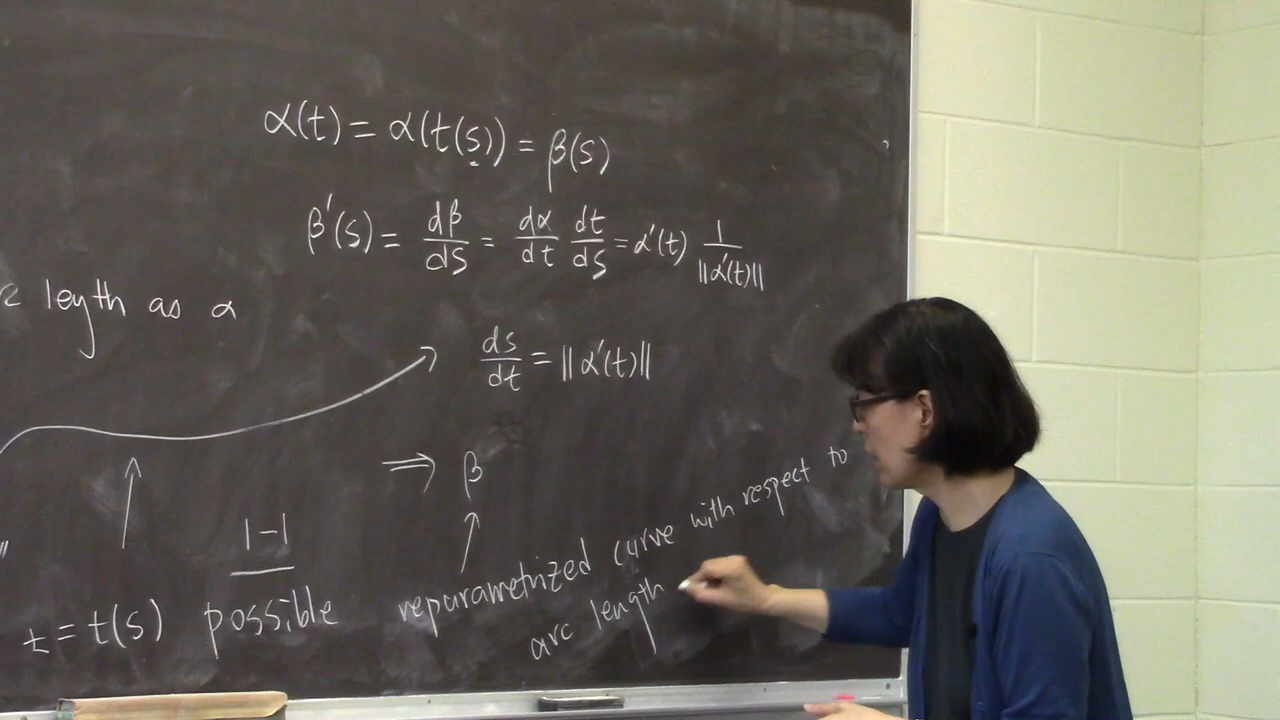 α(t) = α(t(s)) = β(s)
β'(s) = dβ/ds = dα/dt dt/ds = α'(t) 1/||α'(t)||
leyth as α
ds/dt = ||α'(t)||
⇒ β
1-1
t = t(s) possible
reparametrized curve with respect to
arc length